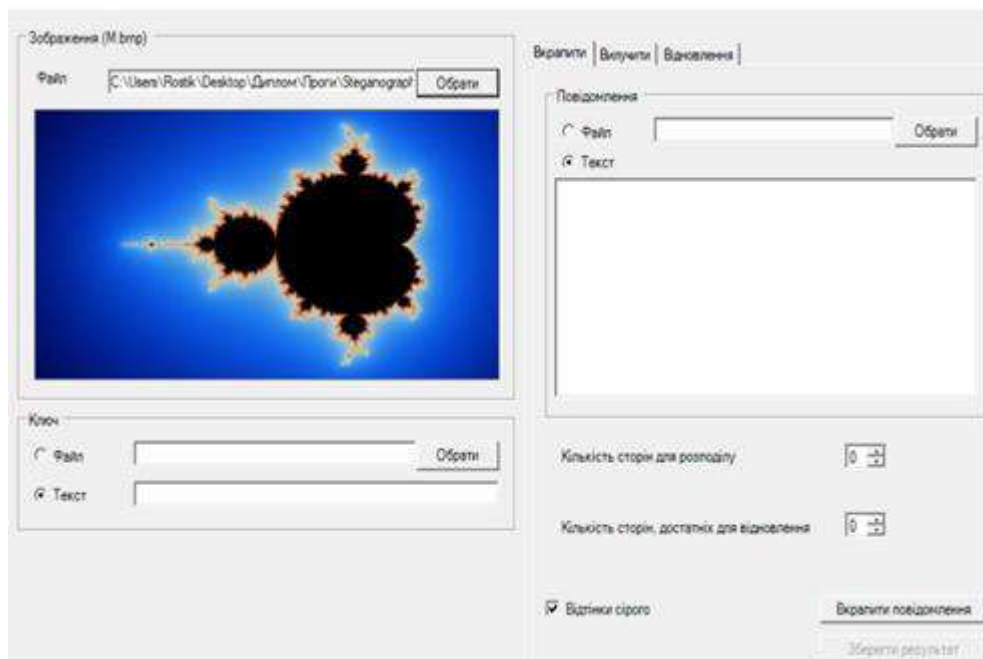 Зображення (M.bmp)
Файл C:\Users\Rostik\Desktop\Диплом\Проги\Steganograpl Обрати
Ключ
Файл Обрати
Текст
Вкрапити Вилучити Відновлення
Повідомлення
Файл Обрати
Текст
Кількість сторін для розподілу 0
Кількість сторін, достатніх для відновлення 0
Відтінки сірого Вкрапити повідомлення
Зберегти результат